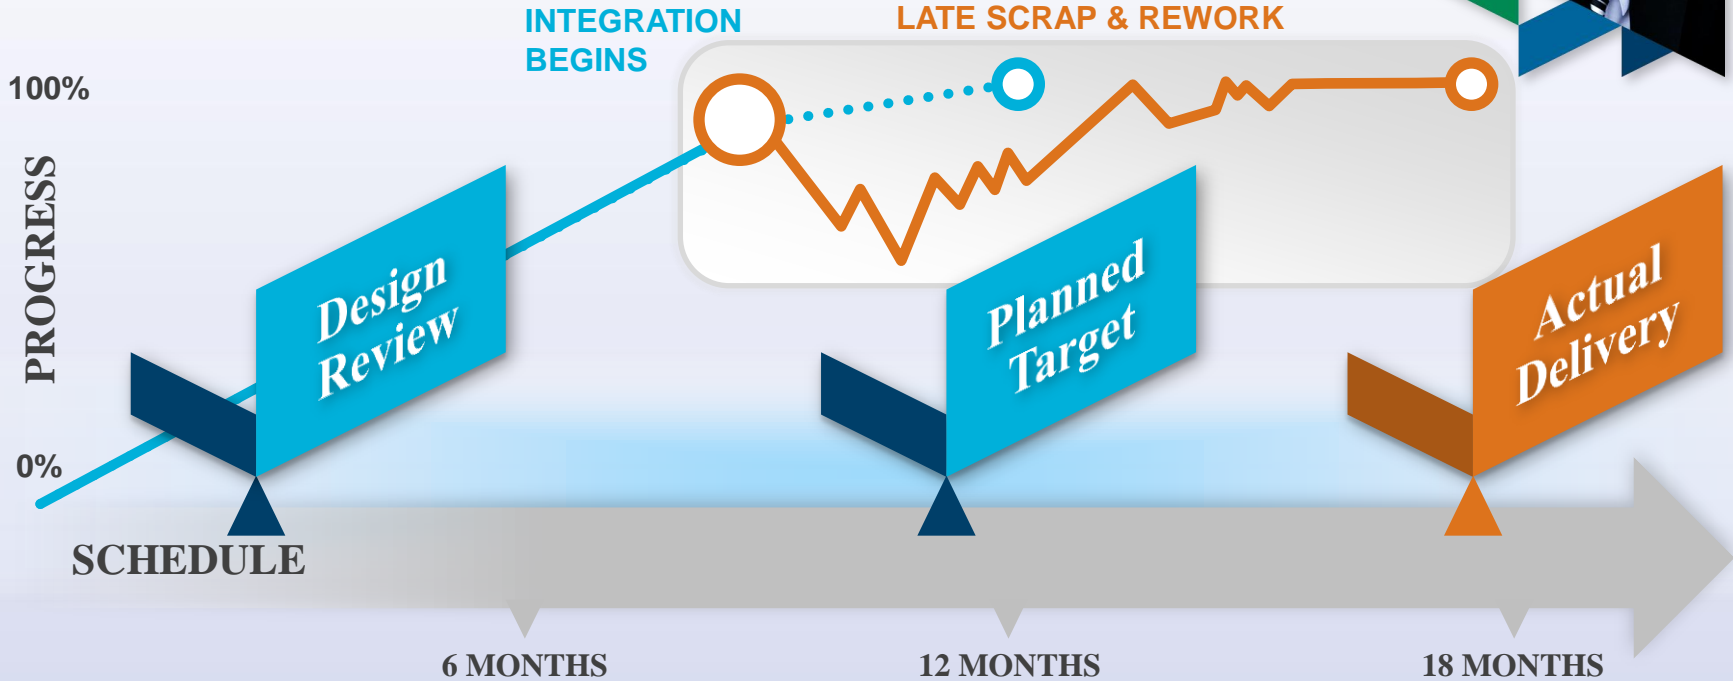 INTEGRATION
BEGINS
LATE SCRAP & REWORK
100%
PROGRESS
0%
Design
Review
Planned
Target
Actual
Delivery
SCHEDULE
6 MONTHS
12 MONTHS
18 MONTHS